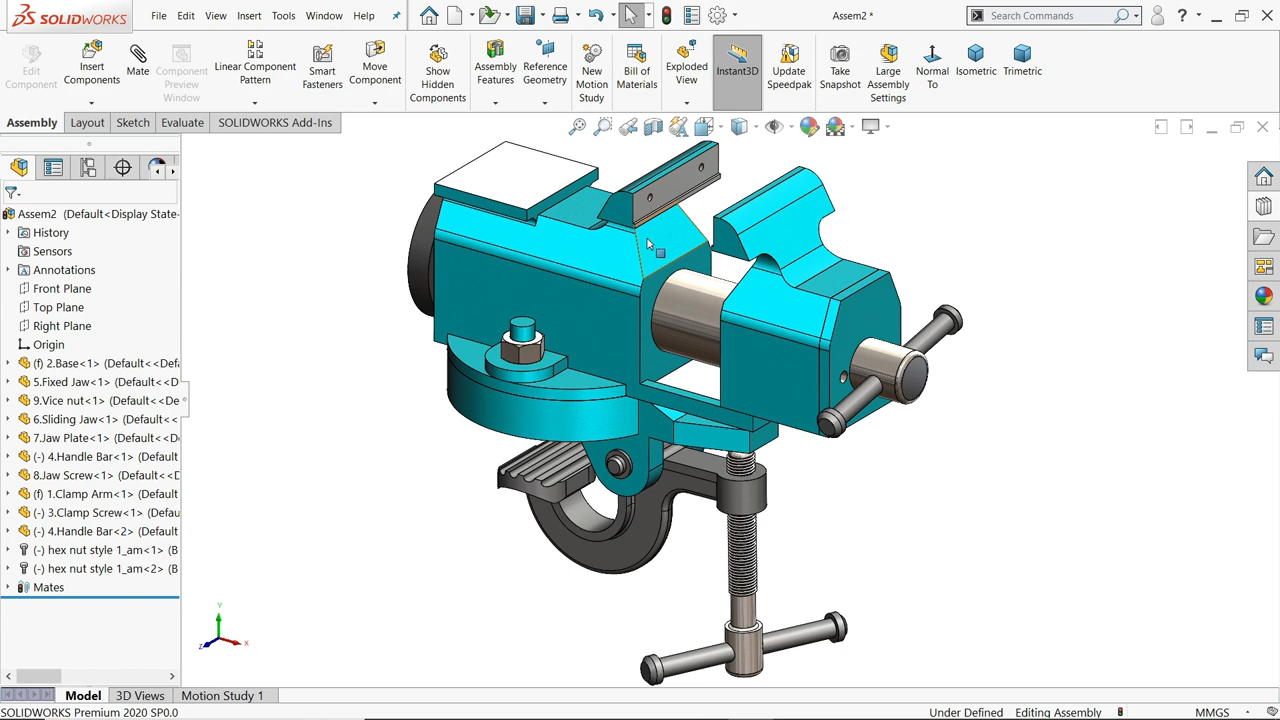 SOLIDWORKS
File Edit View Insert Tools Window Help
Assem2 *
Search Commands
Edit Component
Insert Components
Mate
Component Preview Window
Linear Component Pattern
Smart Fasteners
Move Component
Show Hidden Components
Assembly Features
Reference Geometry
New Motion Study
Bill of Materials
Exploded View
Instant3D
Update Speedpak
Take Snapshot
Large Assembly Settings
Normal To
Isometric
Trimetric
Assembly Layout Sketch Evaluate SOLIDWORKS Add-Ins
Assem2 (Default<Display State-
History
Sensors
Annotations
Front Plane
Top Plane
Right Plane
Origin
(f) 2.Base<1> (Default<<Defa
5.Fixed Jaw<1> (Default<<D
9.Vice nut<1> (Default<<De
6.Sliding Jaw<1> (Default<<
7.Jaw Plate<1> (Default<<D
(-) 4.Handle Bar<1> (Default
8.Jaw Screw<1> (Default<<
(f) 1.Clamp Arm<1> (Default
(-) 3.Clamp Screw<1> (Defau
(-) 4.Handle Bar<2> (Default
(-) hex nut style 1_am<1> (B
(-) hex nut style 1_am<2> (B
Mates
Y
Z X
Model 3D Views Motion Study 1
SOLIDWORKS Premium 2020 SP0.0
Under Defined Editing Assembly MMGS